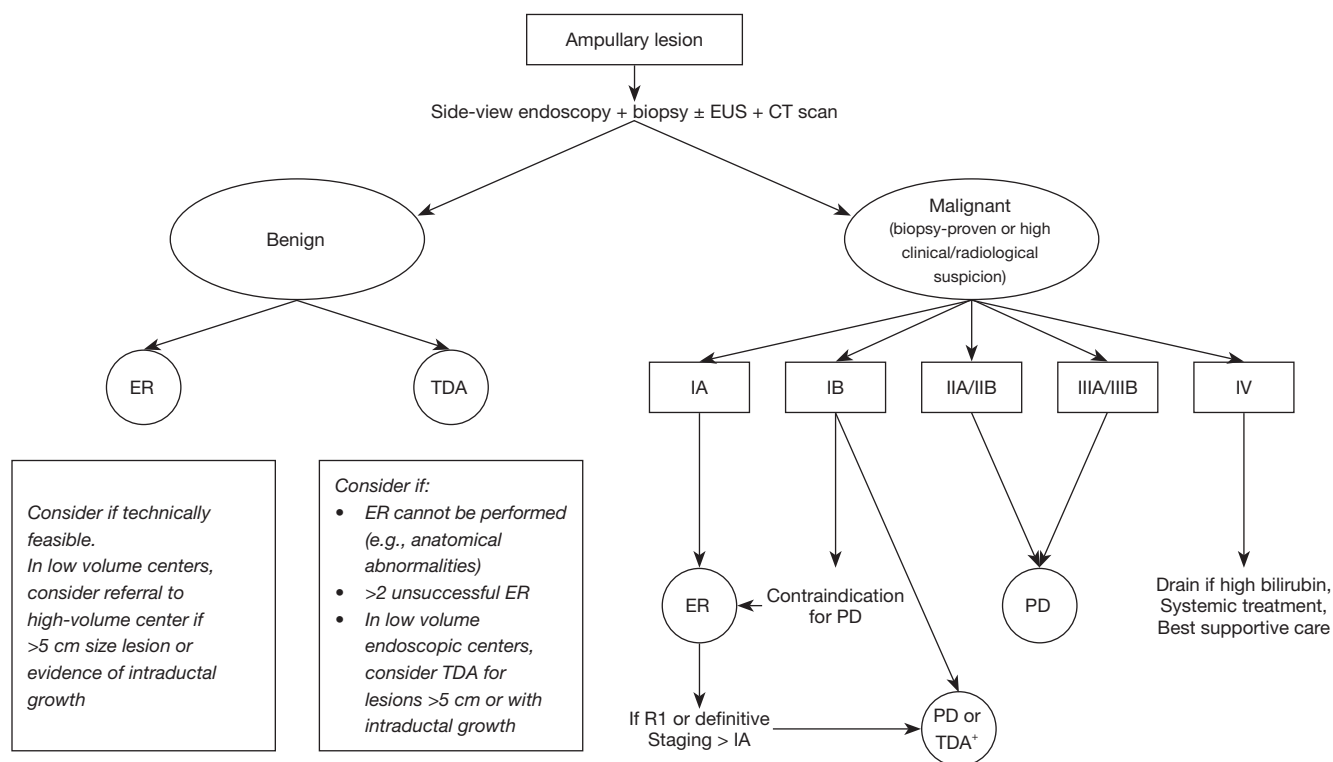 Ampullary lesion
Side-view endoscopy + biopsy ± EUS + CT scan
Benign
Malignant
(biopsy-proven or high
clinical/radiological
suspicion)
ER
TDA
IA
IB
IIA/IIB
IIIA/IIIB
IV
Consider if technically
feasible.
In low volume centers,
consider referral to
high-volume center if
>5 cm size lesion or
evidence of intraductal
growth
Consider if:
• ER cannot be performed
(e.g., anatomical
abnormalities)
• >2 unsuccessful ER
• In low volume
endoscopic centers,
consider TDA for
lesions >5 cm or with
intraductal growth
ER
Contraindication
for PD
PD
Drain if high bilirubin,
Systemic treatment,
Best supportive care
If R1 or definitive
Staging > IA
PD or
TDA⁺